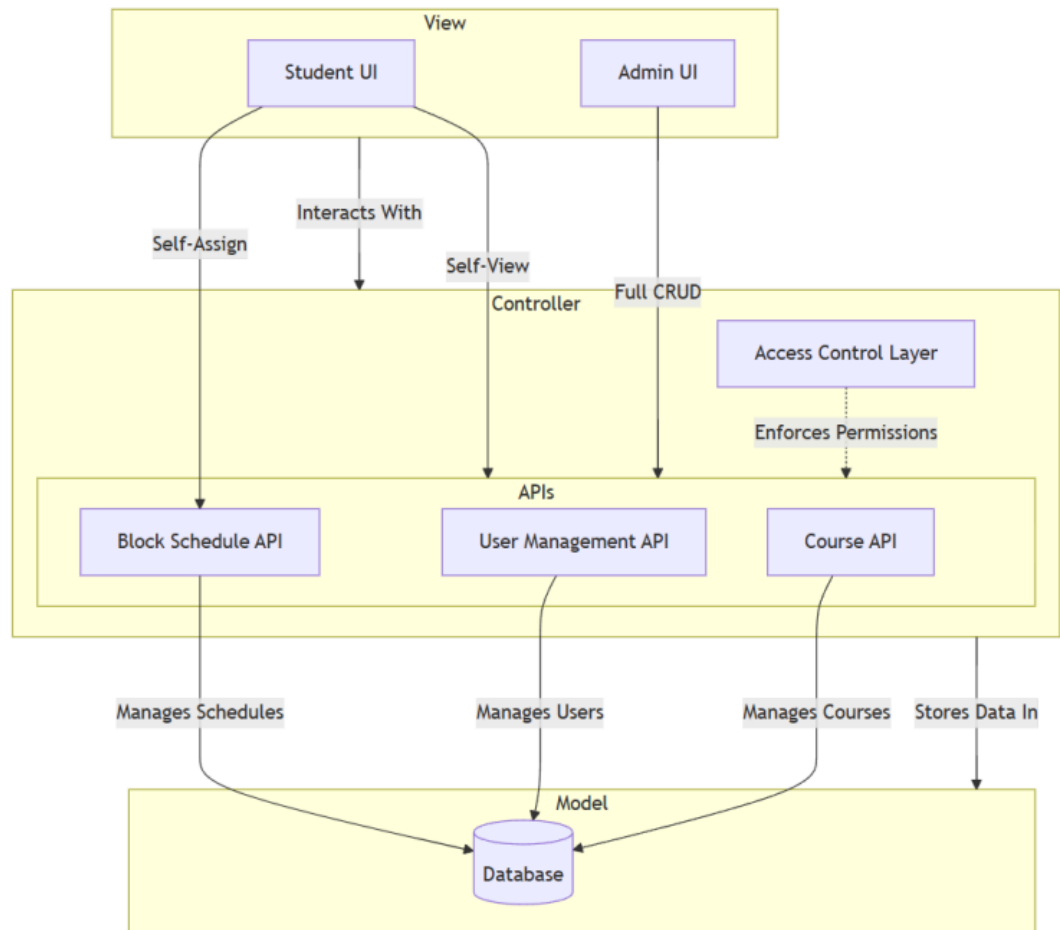 View
Student UI
Admin UI
Interacts With
Self-Assign
Self-View
Full CRUD
Controller
Access Control Layer
Enforces Permissions
APIs
Block Schedule API
User Management API
Course API
Manages Schedules
Manages Users
Manages Courses
Stores Data In
Model
Database